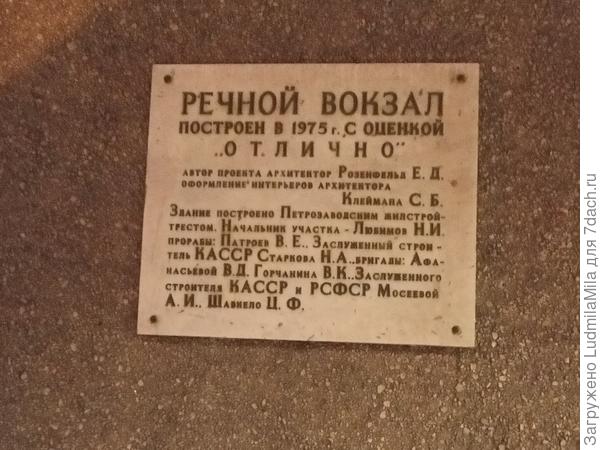 РЕЧНОЙ ВОКЗАЛ
ПОСТРОЕН В 1975 г. С ОЦЕНКОЙ
„ОТЛИЧНО"
АВТОР ПРОЕКТА АРХИТЕКТОР РОЗЕНФЕЛЬД Е. Д.
ОФОРМЛЕНИЕ ИНТЕРЬЕРОВ АРХИТЕКТОРА
КЛЕЙМАНА С. Б.
ЗДАНИЕ ПОСТРОЕНО ПЕТРОЗАВОДСКИМ ЖИЛСТРОЙ-
ТРЕСТОМ. НАЧАЛЬНИК УЧАСТКА - ЛЮБИМОВ Н.И.
ПРОРАБЫ: ПАТРОЕВ В. Е., ЗАСЛУЖЕННЫЙ СТРОИ-
ТЕЛЬ КАССР СТАРКОВА Н.А., БРИГАДЫ: АФА-
НАСЬЕВОЙ В.Д. ГОРЧАНИНА В.К., ЗАСЛУЖЕННОГО
СТРОИТЕЛЯ КАССР И РСФСР МОСЕЕВОЙ
А. И., ШАВИЕЛО Ц. Ф.
Загружено LudmilaMila для 7dach.ru